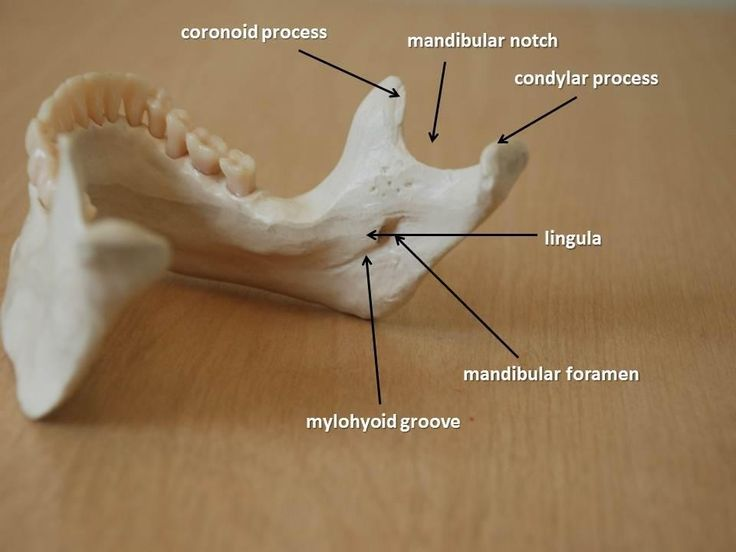 coronoid process
mandibular notch
condylar process
lingula
mandibular foramen
mylohyoid groove